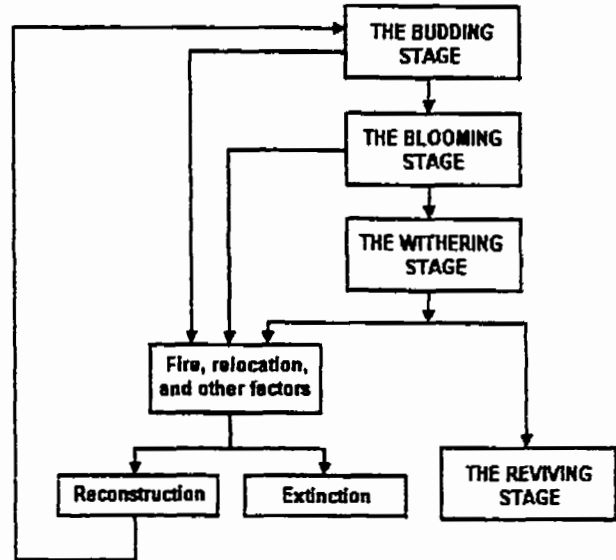 THE BUDDING
STAGE
THE BLOOMING
STAGE
THE WITHERING
STAGE
Fire, relocation,
and other factors
Reconstruction
Extinction
THE REVIVING
STAGE